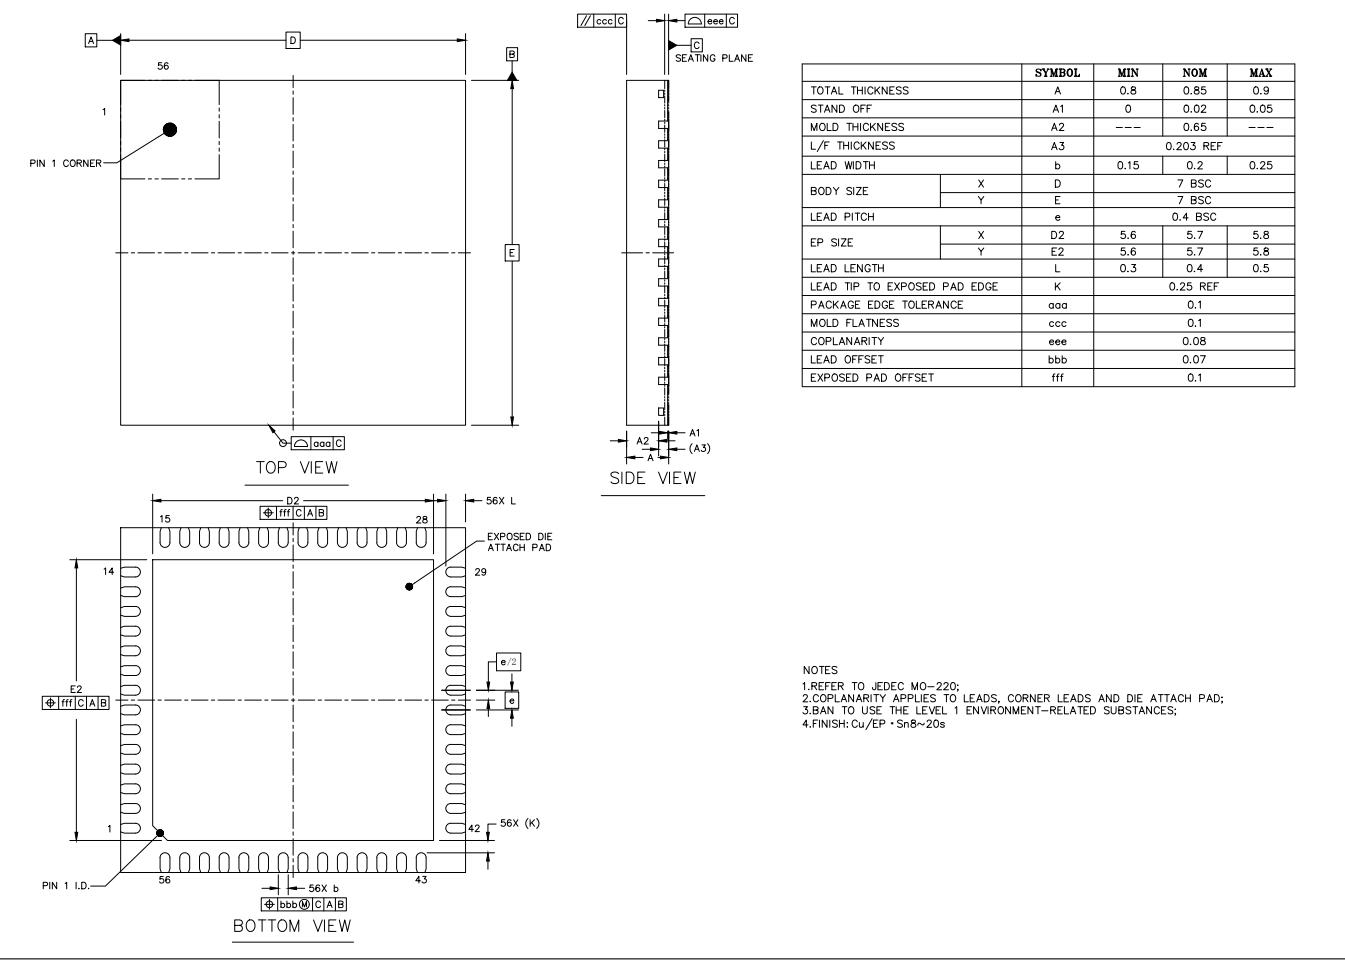 // ccc C
⌓ eee C
A
D
B
C
SEATING PLANE
56
1
PIN 1 CORNER
E
⌓ aaa C
TOP VIEW
A1
A2
(A3)
A
SIDE VIEW
SYMBOL MIN NOM MAX
TOTAL THICKNESS A 0.8 0.85 0.9
STAND OFF A1 0 0.02 0.05
MOLD THICKNESS A2 --- 0.65 ---
L/F THICKNESS A3 0.203 REF
LEAD WIDTH b 0.15 0.2 0.25
BODY SIZE X D 7 BSC
Y E 7 BSC
LEAD PITCH e 0.4 BSC
EP SIZE X D2 5.6 5.7 5.8
Y E2 5.6 5.7 5.8
LEAD LENGTH L 0.3 0.4 0.5
LEAD TIP TO EXPOSED PAD EDGE K 0.25 REF
PACKAGE EDGE TOLERANCE aaa 0.1
MOLD FLATNESS ccc 0.1
COPLANARITY eee 0.08
LEAD OFFSET bbb 0.07
EXPOSED PAD OFFSET fff 0.1
D2
⌖ fff C A B
56X L
15
28
EXPOSED DIE
ATTACH PAD
14
29
e/2
E2
⌖ fff C A B
e
1
42
56X (K)
PIN 1 I.D.
56
43
56X b
⌖ bbb Ⓜ C A B
BOTTOM VIEW
NOTES
1.REFER TO JEDEC MO-220;
2.COPLANARITY APPLIES TO LEADS, CORNER LEADS AND DIE ATTACH PAD;
3.BAN TO USE THE LEVEL 1 ENVIRONMENT-RELATED SUBSTANCES;
4.FINISH: Cu/EP・Sn8~20s